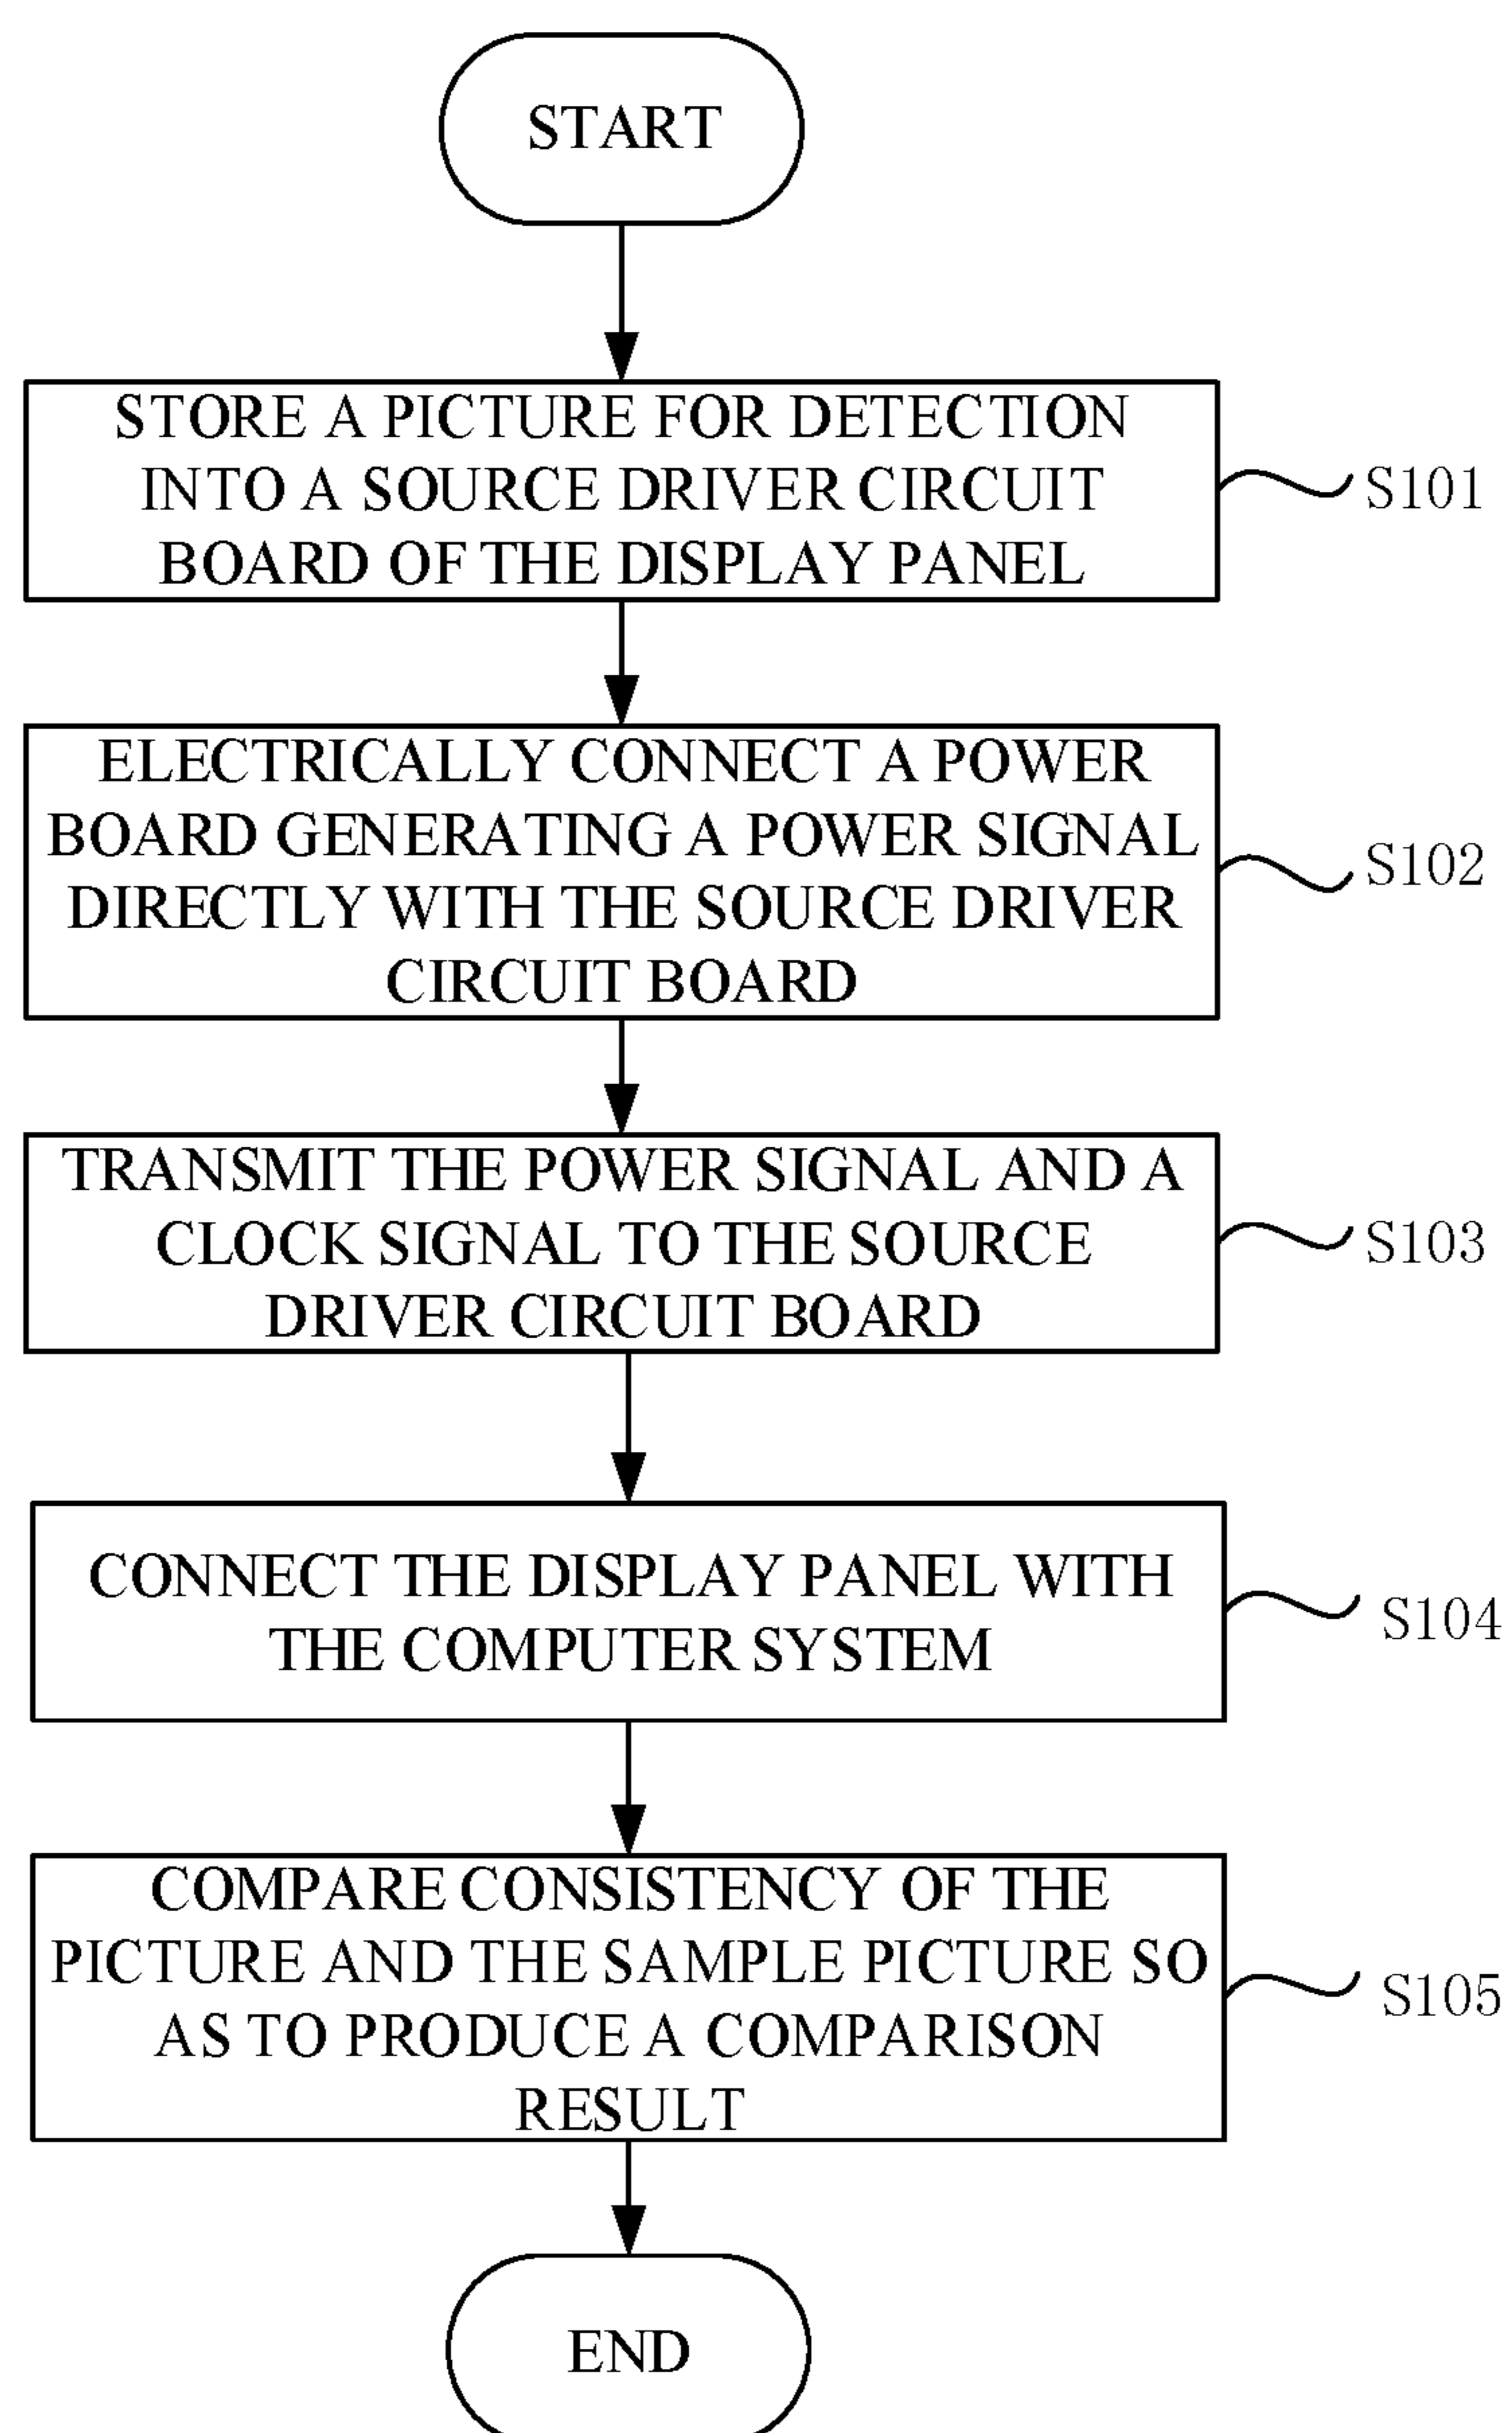 START
STORE A PICTURE FOR DETECTION
INTO A SOURCE DRIVER CIRCUIT
BOARD OF THE DISPLAY PANEL
S101
ELECTRICALLY CONNECT A POWER
BOARD GENERATING A POWER SIGNAL
DIRECTLY WITH THE SOURCE DRIVER
CIRCUIT BOARD
S102
TRANSMIT THE POWER SIGNAL AND A
CLOCK SIGNAL TO THE SOURCE
DRIVER CIRCUIT BOARD
S103
CONNECT THE DISPLAY PANEL WITH
THE COMPUTER SYSTEM
S104
COMPARE CONSISTENCY OF THE
PICTURE AND THE SAMPLE PICTURE SO
AS TO PRODUCE A COMPARISON
RESULT
S105
END